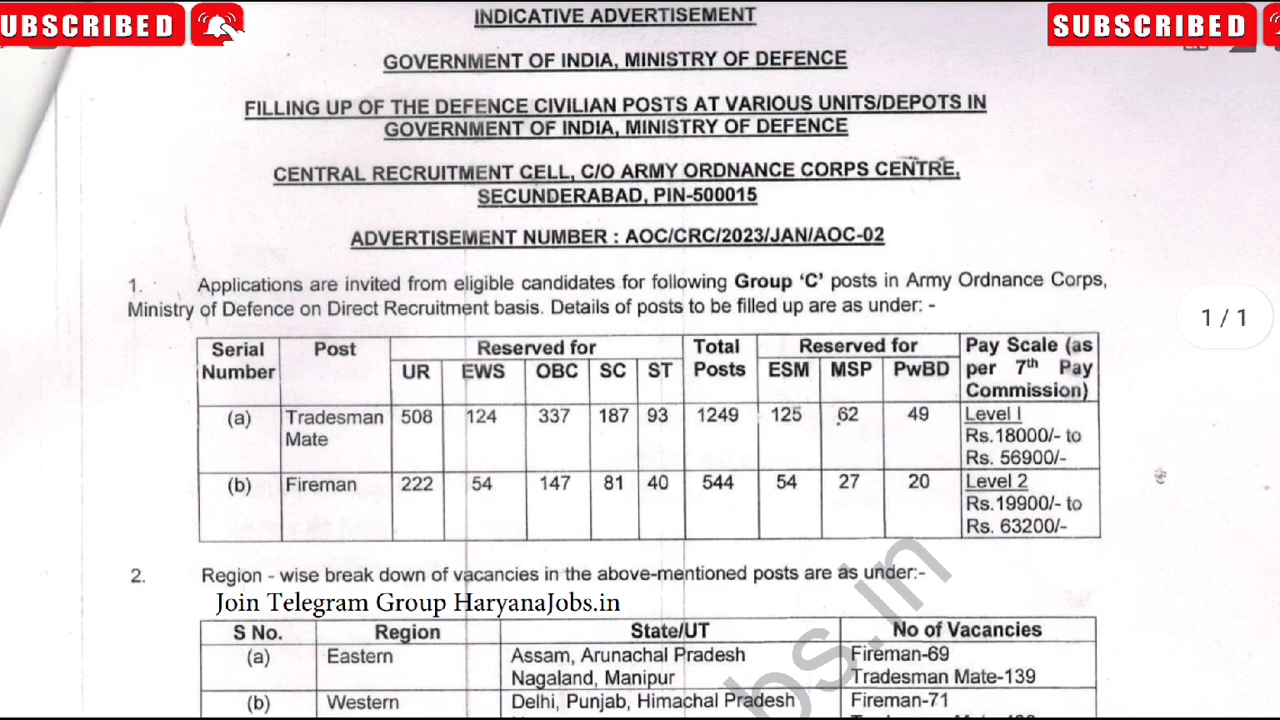 SUBSCRIBED
SUBSCRIBED
INDICATIVE ADVERTISEMENT
GOVERNMENT OF INDIA, MINISTRY OF DEFENCE
FILLING UP OF THE DEFENCE CIVILIAN POSTS AT VARIOUS UNITS/DEPOTS IN
GOVERNMENT OF INDIA, MINISTRY OF DEFENCE
CENTRAL RECRUITMENT CELL, C/O ARMY ORDNANCE CORPS CENTRE,
SECUNDERABAD, PIN-500015
ADVERTISEMENT NUMBER : AOC/CRC/2023/JAN/AOC-02
1. Applications are invited from eligible candidates for following Group 'C' posts in Army Ordnance Corps,
Ministry of Defence on Direct Recruitment basis. Details of posts to be filled up are as under: -
1 / 1
Serial Number Post Reserved for Total Posts Reserved for Pay Scale (as per 7th Pay Commission)
UR EWS OBC SC ST ESM MSP PwBD
(a) Tradesman Mate 508 124 337 187 93 1249 125 62 49 Level I
Rs.18000/- to
Rs. 56900/-
(b) Fireman 222 54 147 81 40 544 54 27 20 Level 2
Rs.19900/- to
Rs. 63200/-
2. Region - wise break down of vacancies in the above-mentioned posts are as under:-
Join Telegram Group HaryanaJobs.in
S No. Region State/UT No of Vacancies
(a) Eastern Assam, Arunachal Pradesh Fireman-69
Nagaland, Manipur Tradesman Mate-139
(b) Western Delhi, Punjab, Himachal Pradesh Fireman-71
bs.in